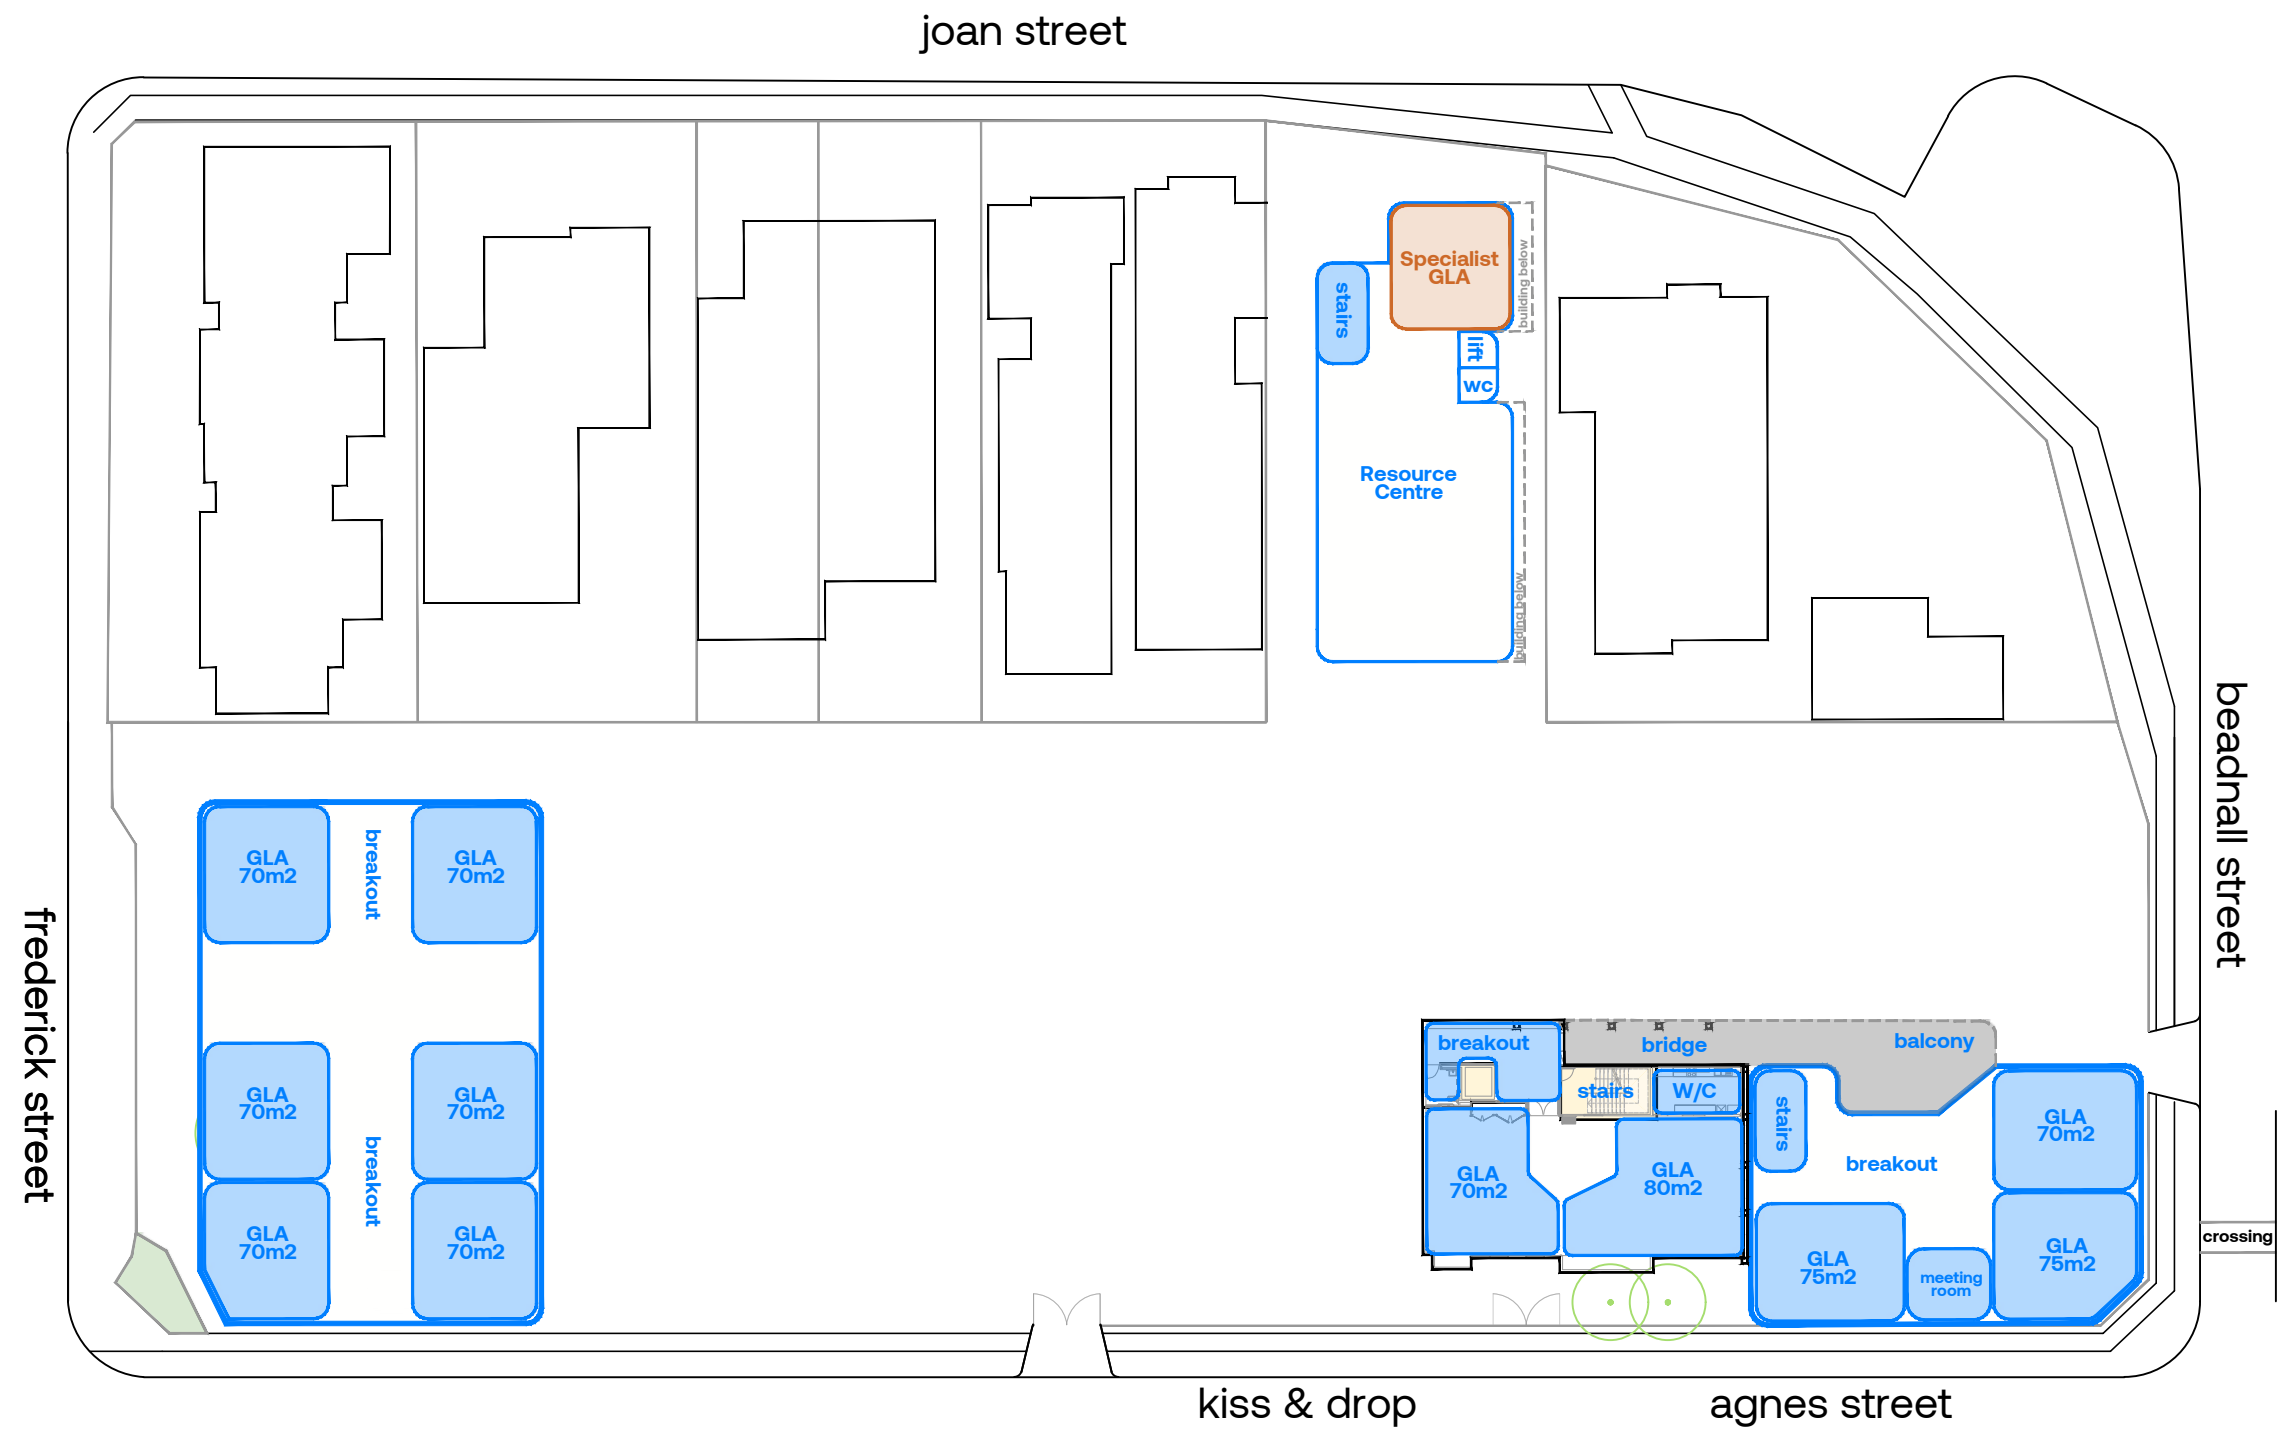 joan street
Specialist
GLA
building below
stairs
lift
wc
Resource
Centre
building below
beadnall street
frederick street
GLA
70m2
breakout
GLA
70m2
GLA
70m2
GLA
70m2
breakout
GLA
70m2
GLA
70m2
breakout
bridge
balcony
stairs
W/C
stairs
GLA
70m2
GLA
80m2
breakout
GLA
70m2
GLA
75m2
meeting
room
GLA
75m2
crossing
kiss & drop
agnes street